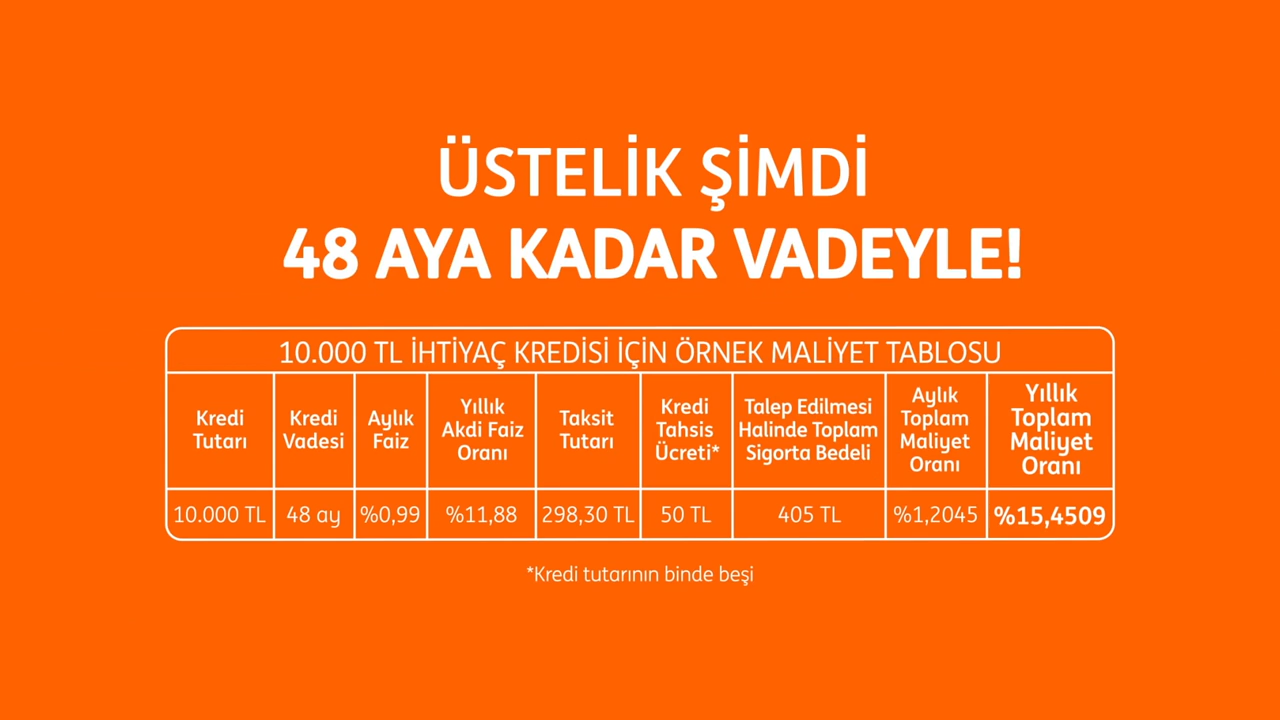 ÜSTELİK ŞİMDİ
48 AYA KADAR VADEYLE!
10.000 TL İHTİYAÇ KREDİSİ İÇİN ÖRNEK MALİYET TABLOSU
Kredi
Tutarı
Kredi
Vadesi
Aylık
Faiz
Yıllık
Akdi Faiz
Oranı
Taksit
Tutarı
Kredi
Tahsis
Ücreti*
Talep Edilmesi
Halinde Toplam
Sigorta Bedeli
Aylık
Toplam
Maliyet
Oranı
Yıllık
Toplam
Maliyet
Oranı
10.000 TL
48 ay
%0,99
%11,88
298,30 TL
50 TL
405 TL
%1,2045
%15,4509
*Kredi tutarının binde beşi